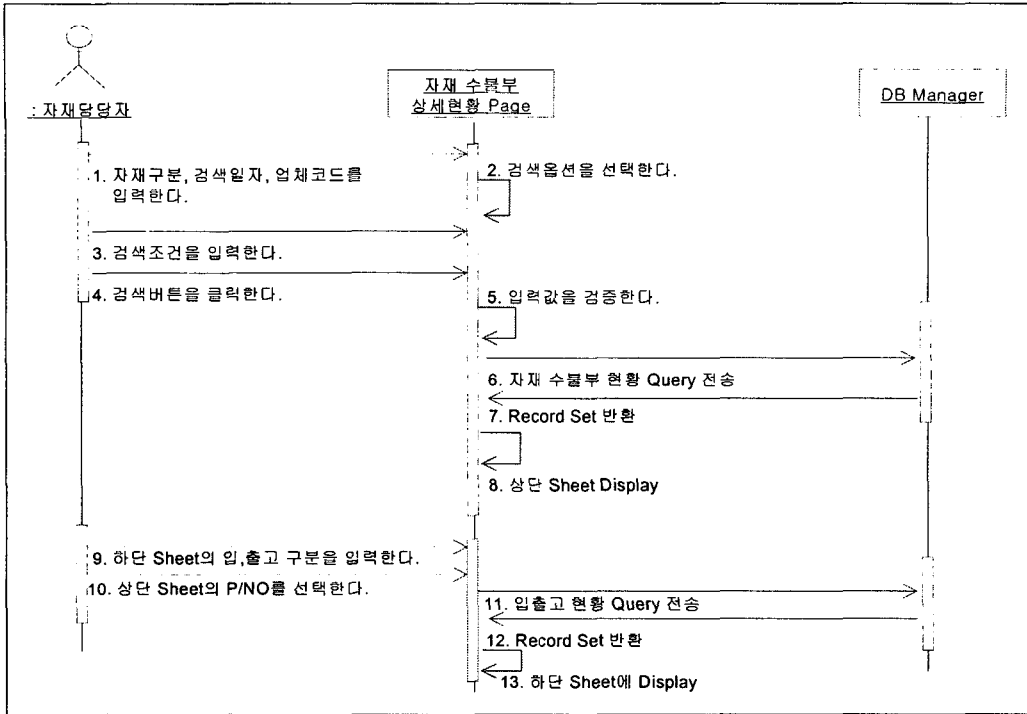 : 자재담당자
자재 수불부
상세현황 Page
DB Manager
1. 자재구분, 검색일자, 업체코드를
입력한다.
2. 검색옵션을 선택한다.
3. 검색조건을 입력한다.
4. 검색버튼을 클릭한다.
5. 입력값을 검증한다.
6. 자재 수불부 현황 Query 전송
7. Record Set 반환
8. 상단 Sheet Display
9. 하단 Sheet의 입,출고 구분을 입력한다.
10. 상단 Sheet의 P/NO를 선택한다.
11. 입출고 현황 Query 전송
12. Record Set 반환
13. 하단 Sheet에 Display